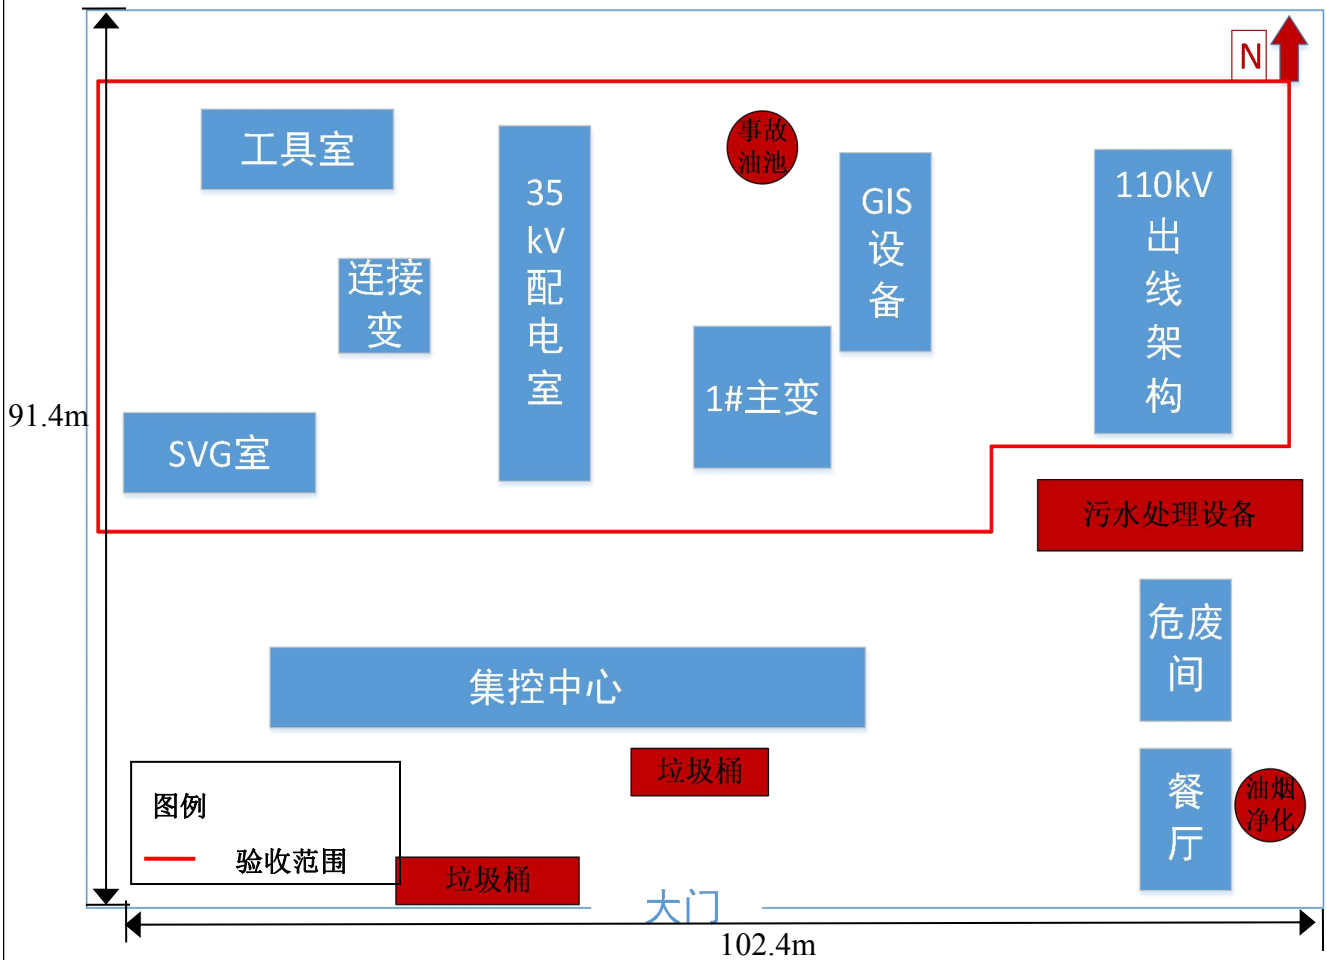 N
工具室
35
kV
配
电
室
事故
油池
GIS
设
备
110kV
出
线
架
构
连接
变
1#主变
91.4m
SVG室
污水处理设备
危废
间
集控中心
垃圾桶
餐
厅
油烟
净化
图例
验收范围
垃圾桶
大门
102.4m